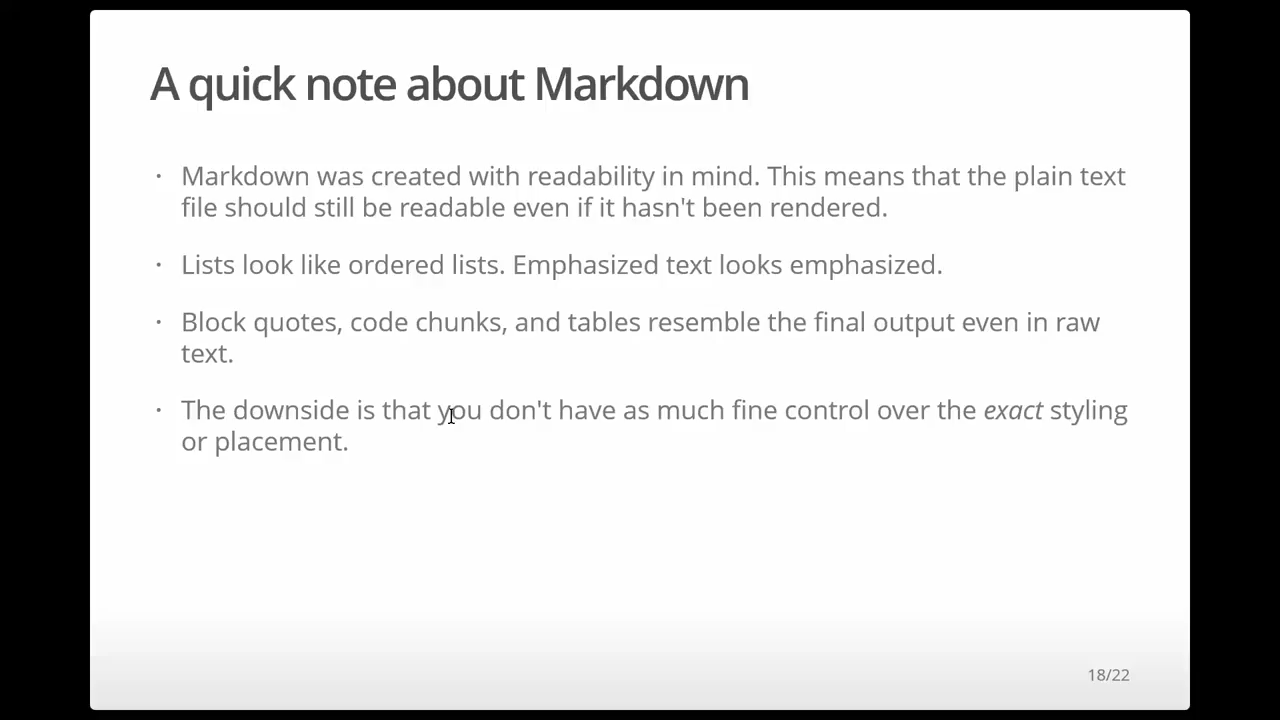 A quick note about Markdown
· Markdown was created with readability in mind. This means that the plain text
file should still be readable even if it hasn't been rendered.
· Lists look like ordered lists. Emphasized text looks emphasized.
· Block quotes, code chunks, and tables resemble the final output even in raw
text.
· The downside is that you don't have as much fine control over the exact styling
or placement.
18/22